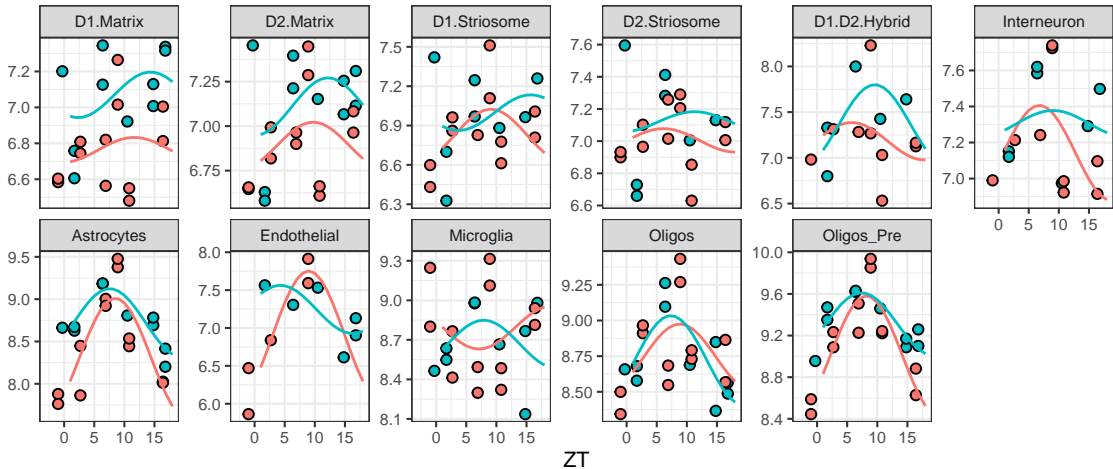 D1.Matrix D2.Matrix D1.Striosome D2.Striosome D1.D2.Hybrid Interneuron
7.2 7.25 7.5 7.6 8.0 7.6
7.0 7.00 7.2 7.4 7.5 7.4
6.8 6.75 6.9 7.2 7.0 7.2
6.6 6.6 7.0 6.5 7.0
6.3 6.8
6.6
0 5 10 15
Astrocytes Endothelial Microglia Oligos Oligos_Pre
9.5 8.0 9.3 9.25 10.0
9.0 7.5 9.0 9.00 9.6
8.5 7.0 8.7 8.75 9.2
8.0 6.5 8.4 8.50 8.8
6.0 8.1 8.4
0 5 10 15 0 5 10 15 0 5 10 15 0 5 10 15 0 5 10 15
ZT